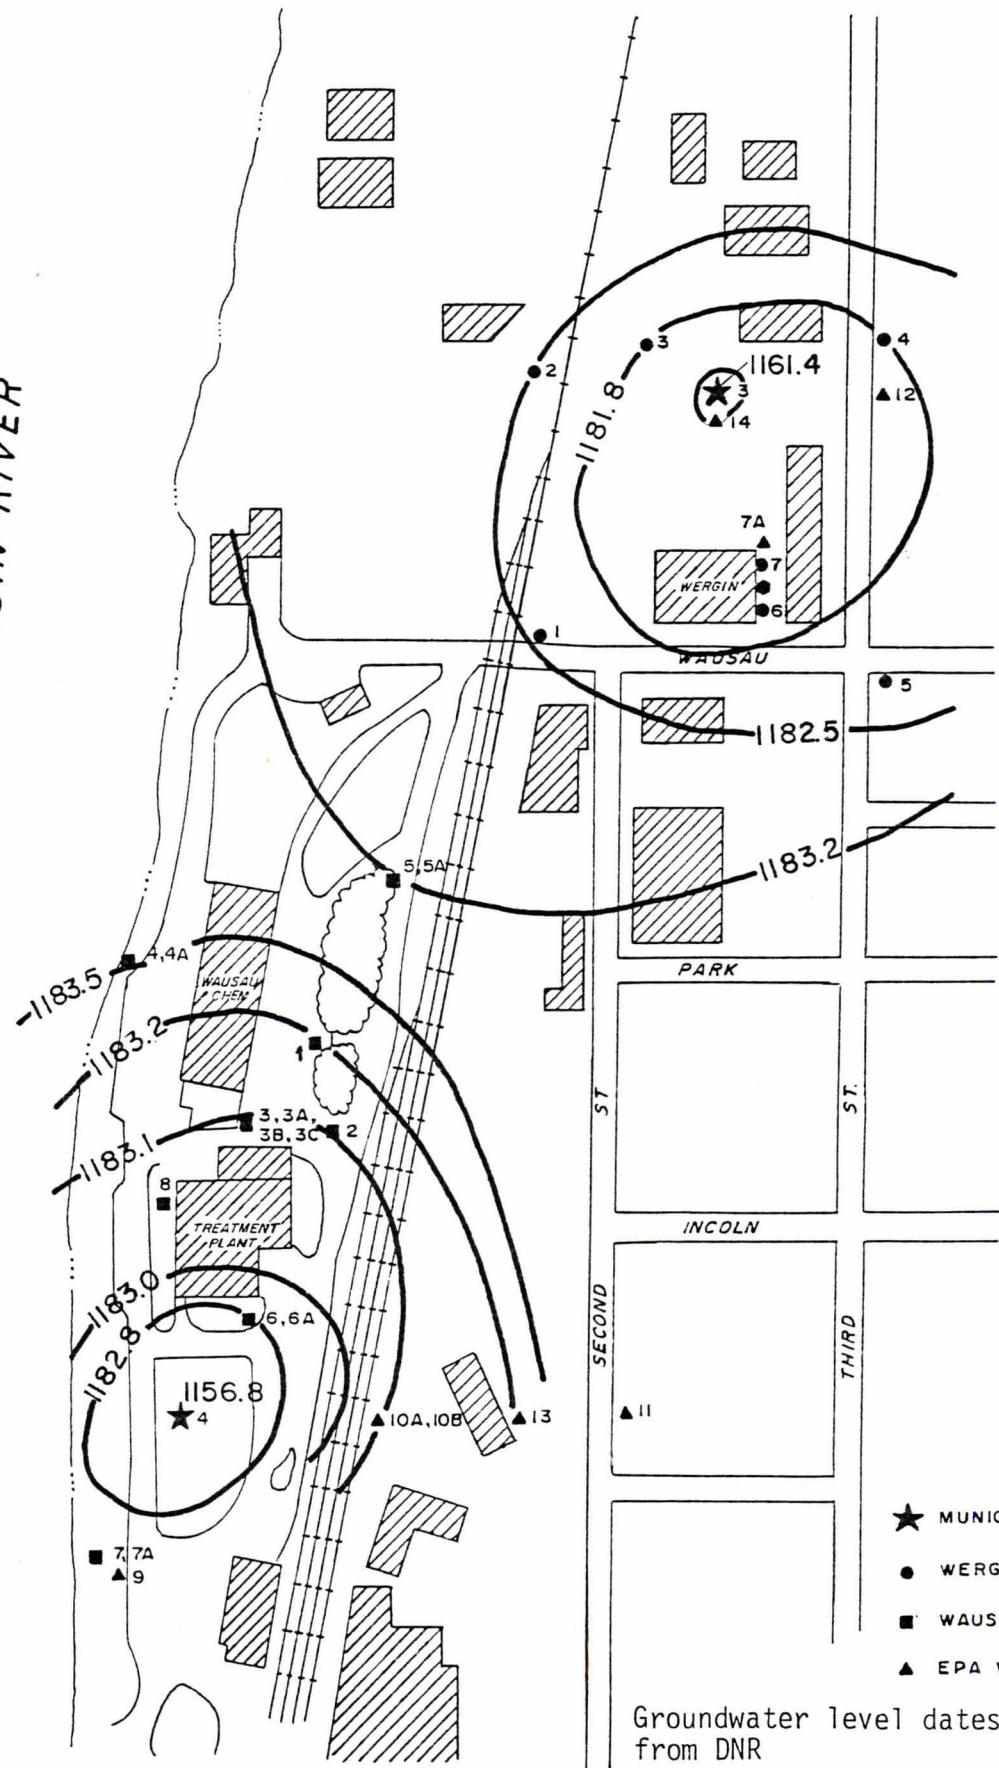 1161.4
3
4
2
3
12
14
1181.8
7A
7
WERGIN
6
1
WAUSAU
5
1182.5
5,5A
1183.2
4,4A
1183.5
WAUSAU
CHEM
PARK
1183.2
1
ST
ST.
3,3A,
3B,3C
2
1183.1
8
TREATMENT
PLANT
INCOLN
1183.0
6,6A
1182.8
SECOND
THIRD
1156.8
4
10A,10B
13
11
7,7A
9
RIVER
MUNIC
WERG
WAUS
EPA
Groundwater level dates
from DNR